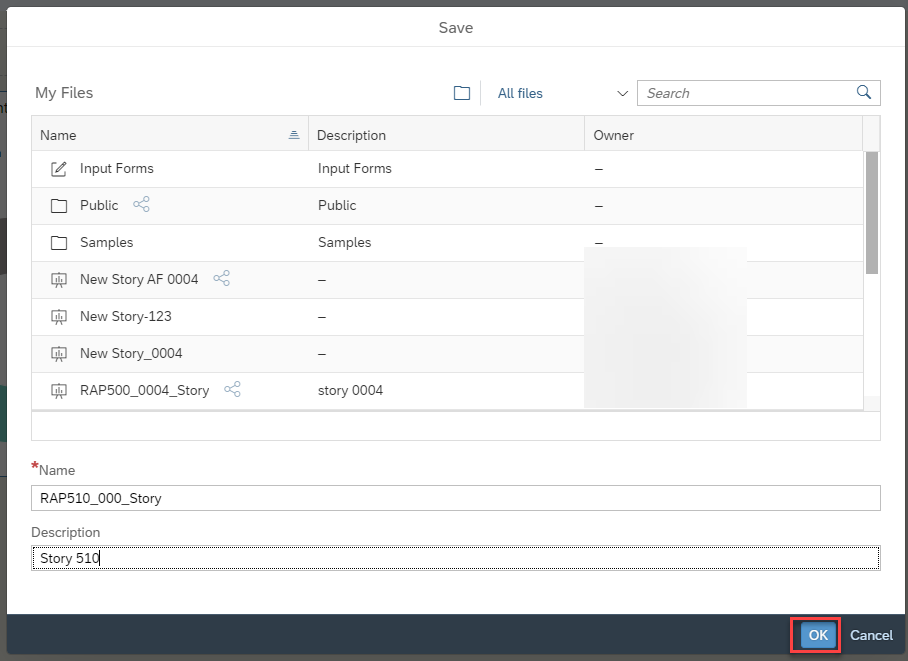 Save
My Files All files Search
Name Description Owner
Input Forms Input Forms –
Public Public –
Samples Samples –
New Story AF 0004 –
New Story-123 –
New Story_0004 –
RAP500_0004_Story story 0004
*Name
RAP510_000_Story
Description
Story 510
OK Cancel